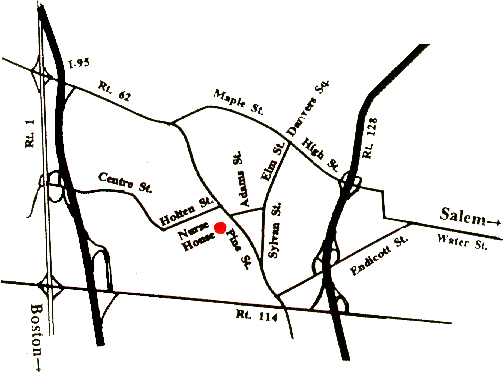 I-95
Rt. 62
Maple St.
Danvers Sq.
Rt. 1
Rt. 128
High St.
Elm St.
Adams St.
Centre St.
Holten St.
Nurse
House
Pine St.
Sylvan St.
Salem→
Water St.
Endicott St.
Rt. 114
Boston→